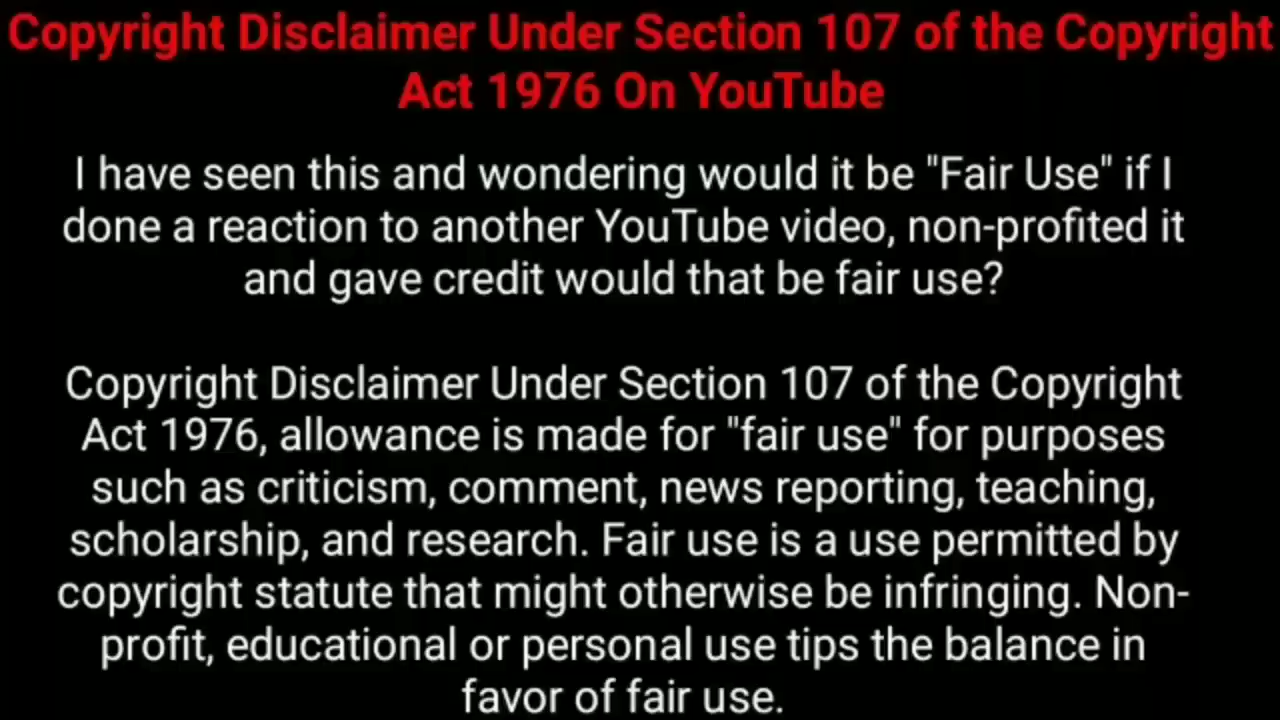 Copyright Disclaimer Under Section 107 of the Copyright
Act 1976 On YouTube
I have seen this and wondering would it be "Fair Use" if I
done a reaction to another YouTube video, non-profited it
and gave credit would that be fair use?
Copyright Disclaimer Under Section 107 of the Copyright
Act 1976, allowance is made for "fair use" for purposes
such as criticism, comment, news reporting, teaching,
scholarship, and research. Fair use is a use permitted by
copyright statute that might otherwise be infringing. Non-
profit, educational or personal use tips the balance in
favor of fair use.